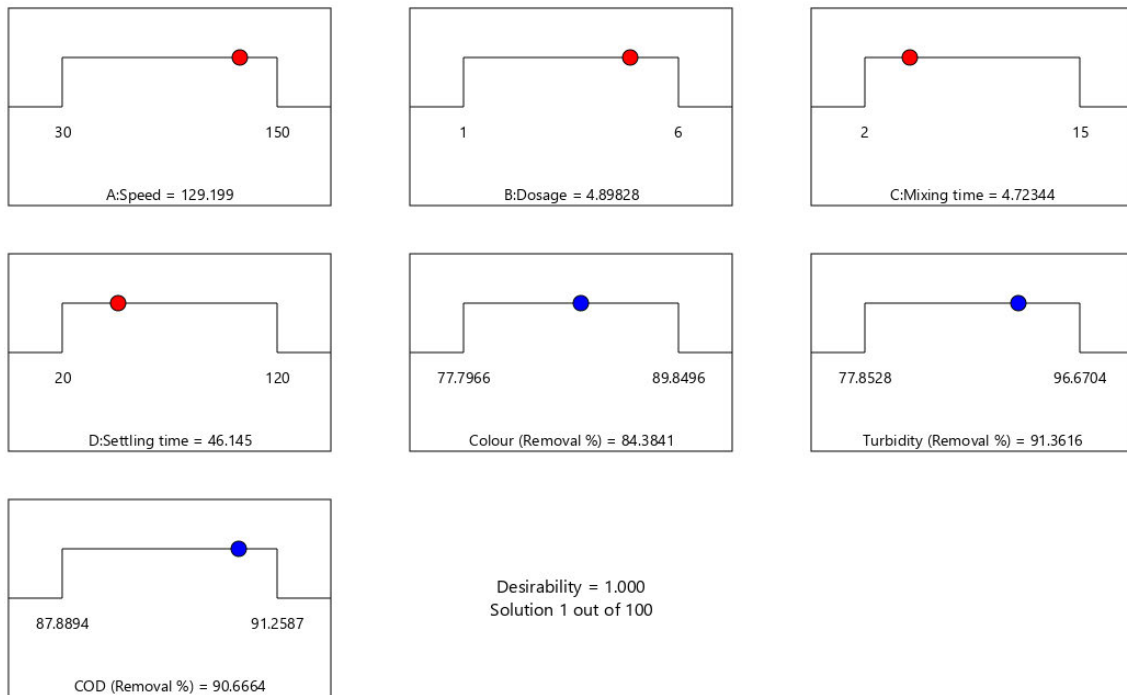 30 150
A:Speed = 129.199
1 6
B:Dosage = 4.89828
2 15
C:Mixing time = 4.72344
20 120
D:Settling time = 46.145
77.7966 89.8496
Colour (Removal %) = 84.3841
77.8528 96.6704
Turbidity (Removal %) = 91.3616
87.8894 91.2587
COD (Removal %) = 90.6664
Desirability = 1.000
Solution 1 out of 100